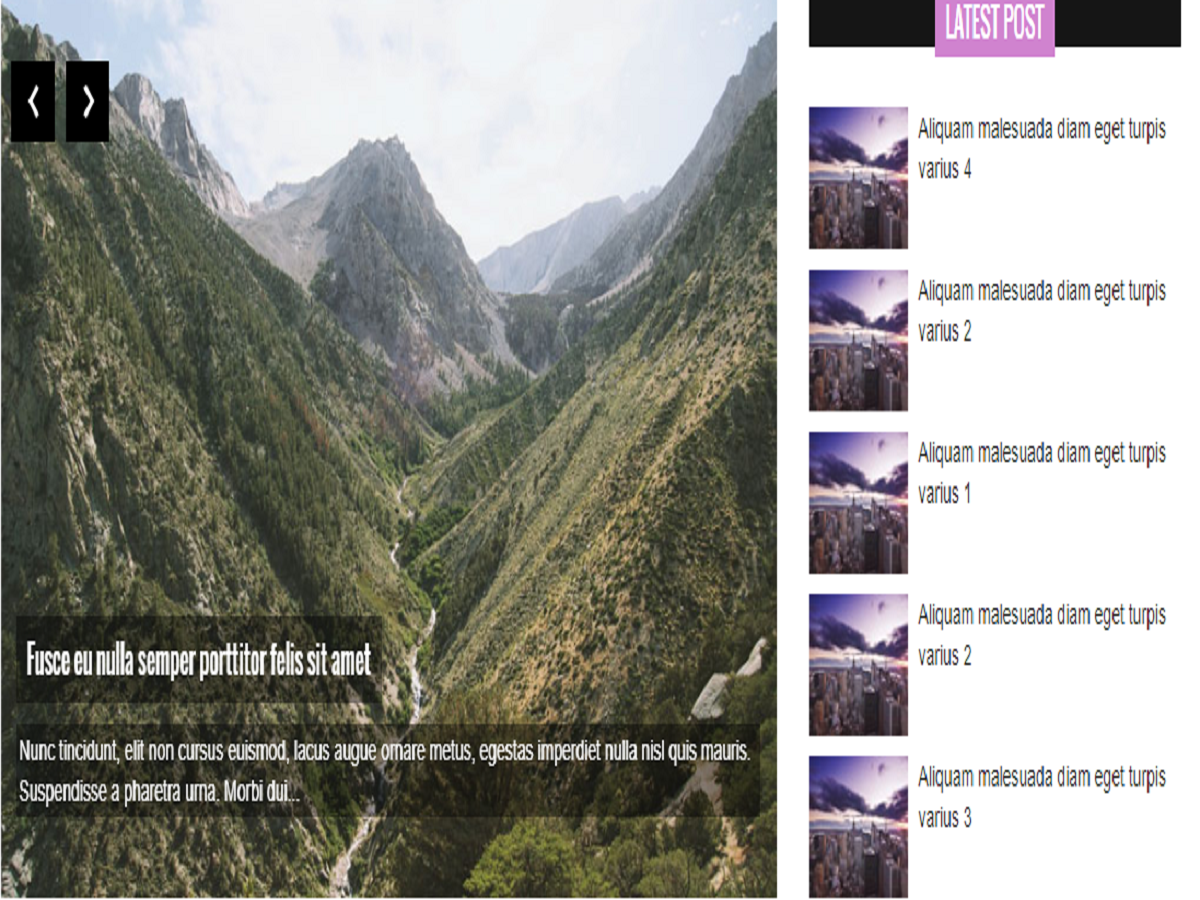 LATEST POST
Aliquam malesuada diam eget turpis
varius 4
Aliquam malesuada diam eget turpis
varius 2
Aliquam malesuada diam eget turpis
varius 1
Aliquam malesuada diam eget turpis
varius 2
Aliquam malesuada diam eget turpis
varius 3
Fusce eu nulla semper porttitor felis sit amet
Nunc tincidunt, elit non cursus euismod, lacus augue ornare metus, egestas imperdiet nulla nisl quis mauris.
Suspendisse a pharetra urna. Morbi dui...